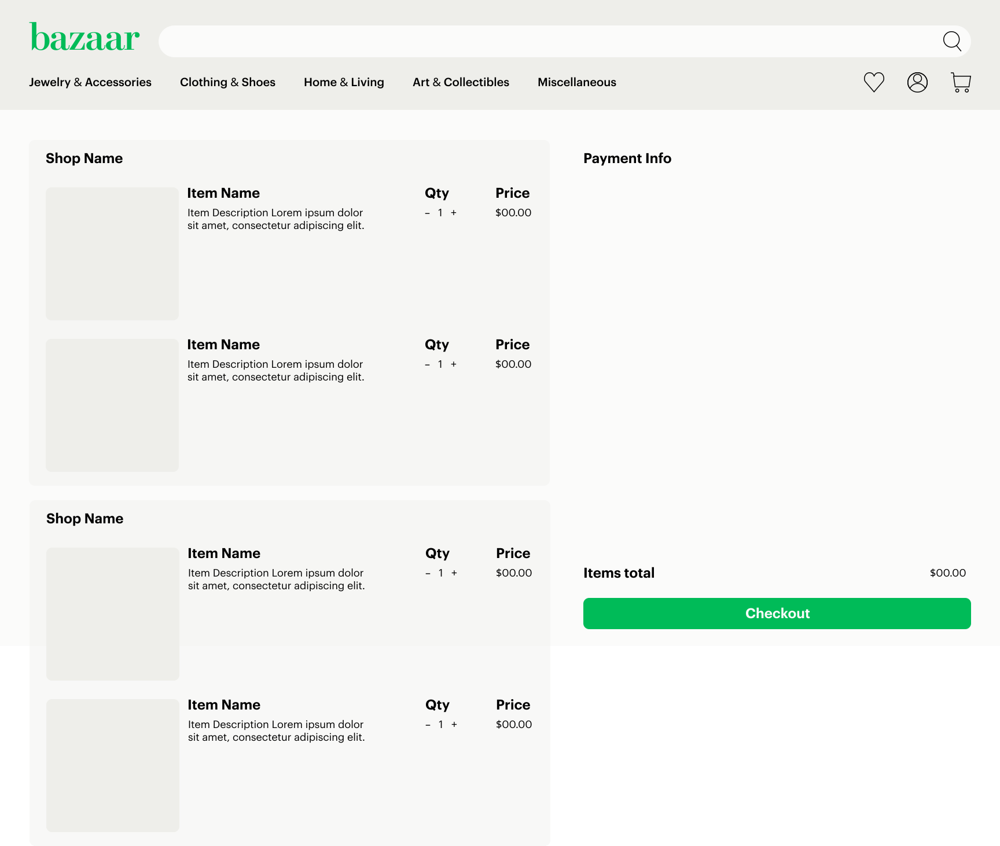 bazaar
Jewelry & Accessories
Clothing & Shoes
Home & Living
Art & Collectibles
Miscellaneous
Shop Name
Item Name
Qty
Price
Item Description Lorem ipsum dolor
sit amet, consectetur adipiscing elit.
– 1 +
$00.00
Item Name
Qty
Price
Item Description Lorem ipsum dolor
sit amet, consectetur adipiscing elit.
– 1 +
$00.00
Shop Name
Item Name
Qty
Price
Item Description Lorem ipsum dolor
sit amet, consectetur adipiscing elit.
– 1 +
$00.00
Item Name
Qty
Price
Item Description Lorem ipsum dolor
sit amet, consectetur adipiscing elit.
– 1 +
$00.00
Payment Info
Items total
$00.00
Checkout